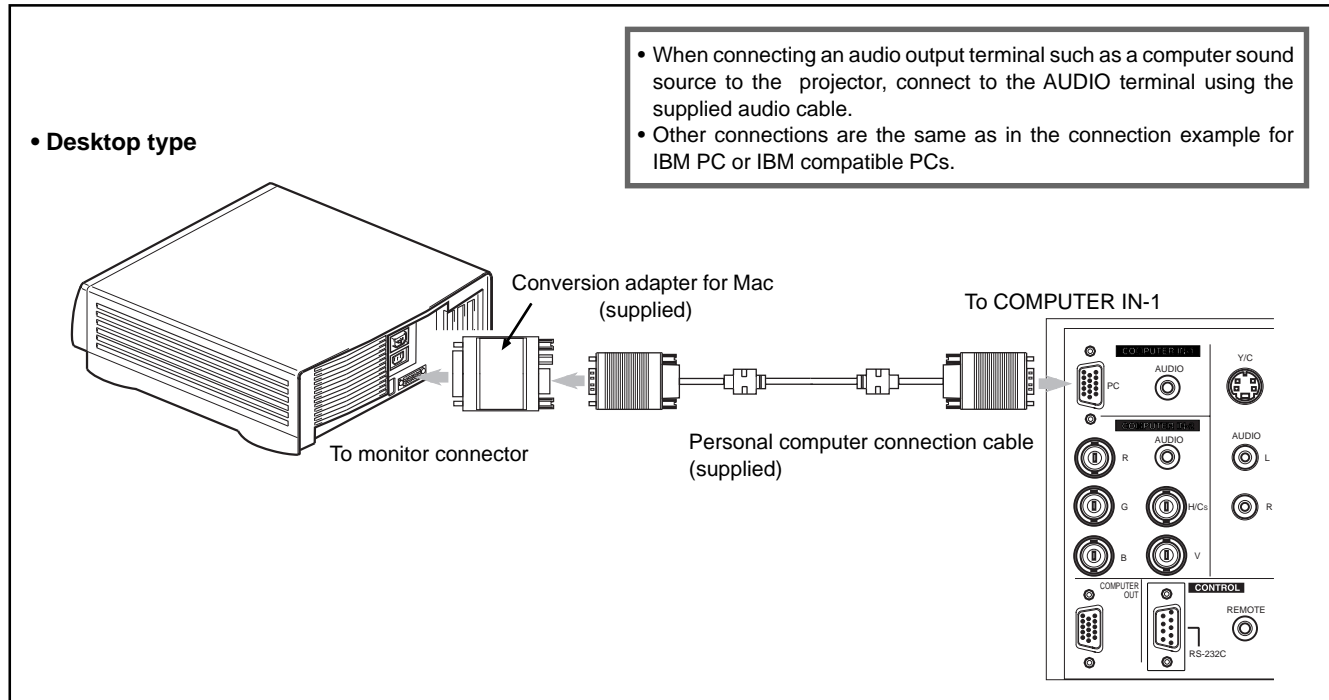 • When connecting an audio output terminal such as a computer sound
source to the projector, connect to the AUDIO terminal using the
supplied audio cable.
• Other connections are the same as in the connection example for
IBM PC or IBM compatible PCs.
• Desktop type
Conversion adapter for Mac
(supplied)
To COMPUTER IN-1
To monitor connector
Personal computer connection cable
(supplied)
PC
AUDIO
Y/C
R
AUDIO
AUDIO
L
G
H/Cs
R
B
V
COMPUTER
OUT
CONTROL
REMOTE
RS-232C